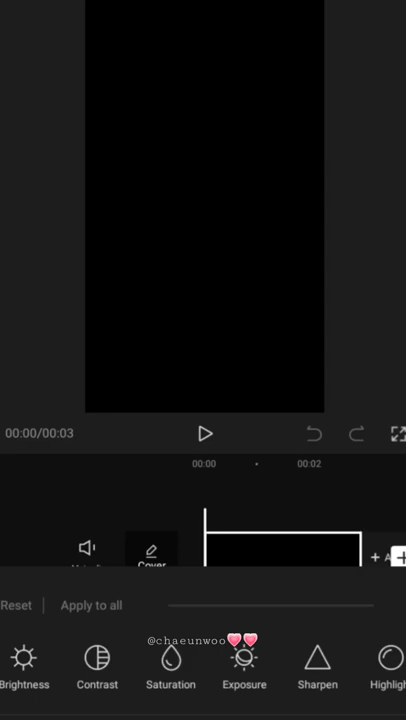 00:00/00:03
00:00
00:02
Cover
Reset
Apply to all
@chaeunwoo💗💗
Brightness
Contrast
Saturation
Exposure
Sharpen
Highligh